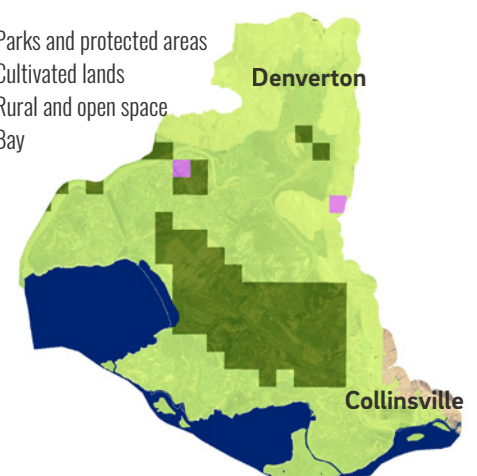 Parks and protected areas
Cultivated lands
Rural and open space
Bay
Denverton
Collinsville